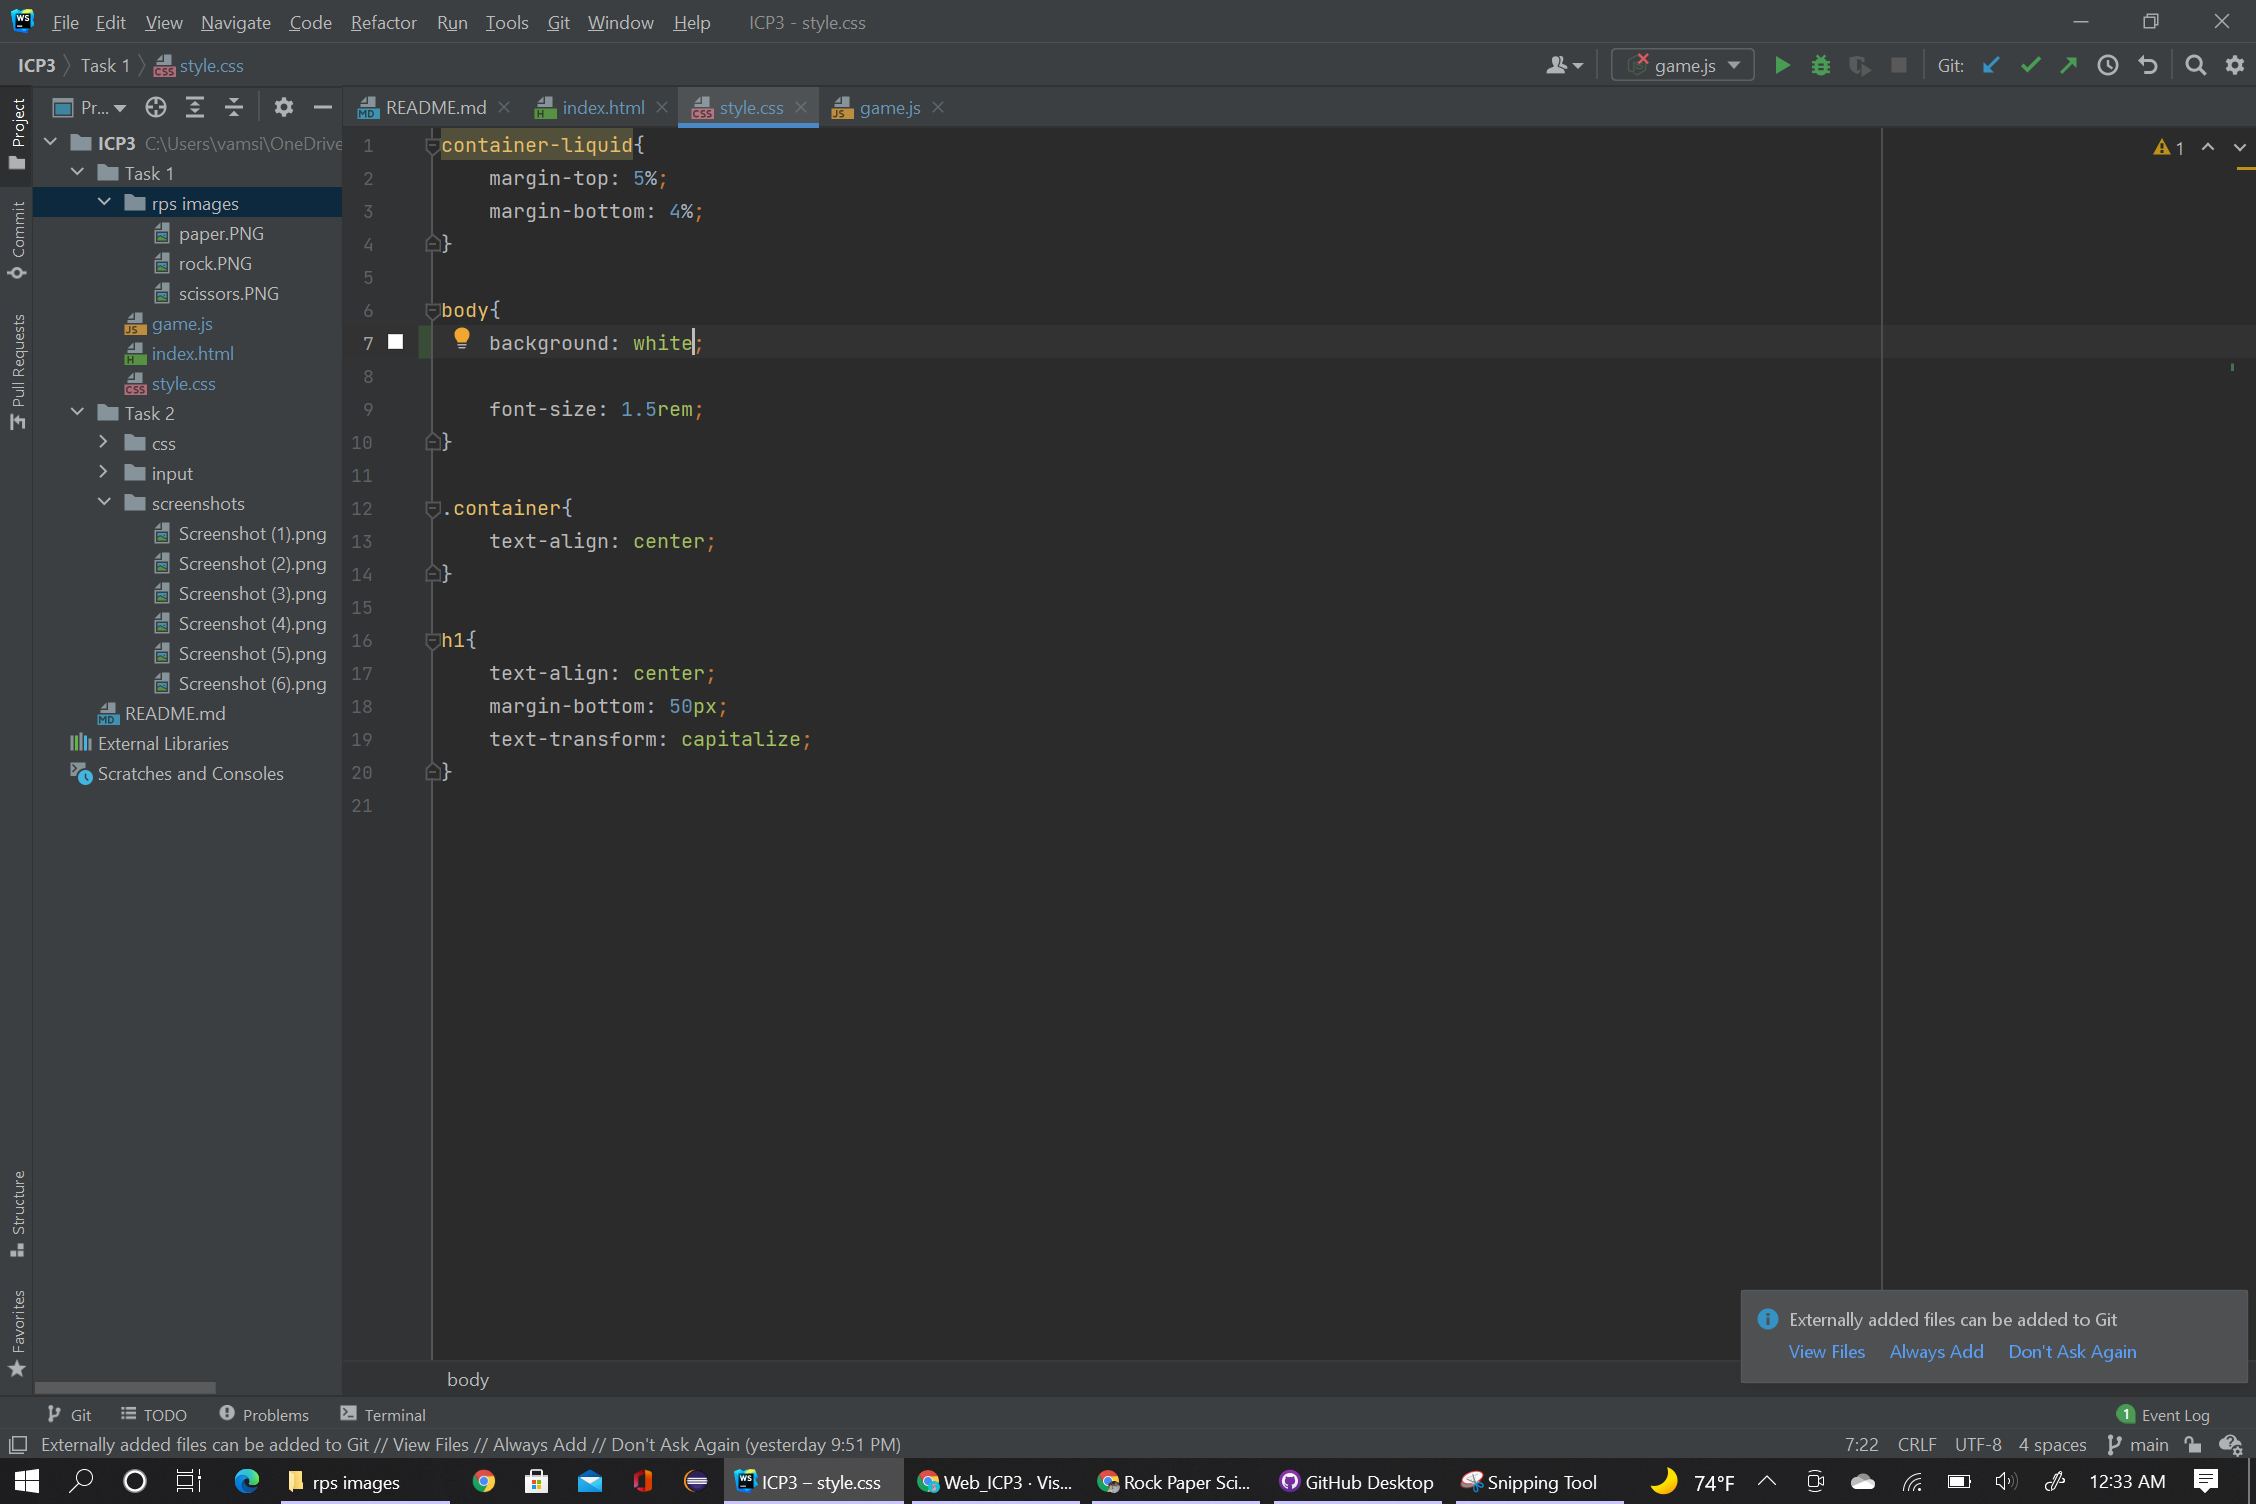 File Edit View Navigate Code Refactor Run Tools Git Window Help ICP3 - style.css
ICP3 Task 1 style.css
game.js
Git:
Project
Commit
Pull Requests
Structure
Favorites
Pr...
README.md index.html style.css game.js
ICP3 C:\Users\vamsi\OneDrive
Task 1
rps images
paper.PNG
rock.PNG
scissors.PNG
game.js
index.html
style.css
Task 2
css
input
screenshots
Screenshot (1).png
Screenshot (2).png
Screenshot (3).png
Screenshot (4).png
Screenshot (5).png
Screenshot (6).png
README.md
External Libraries
Scratches and Consoles
1 container-liquid{
2 margin-top: 5%;
3 margin-bottom: 4%;
4 }
5
6 body{
7 background: white;
8
9 font-size: 1.5rem;
10 }
11
12 .container{
13 text-align: center;
14 }
15
16 h1{
17 text-align: center;
18 margin-bottom: 50px;
19 text-transform: capitalize;
20 }
21
1
body
Externally added files can be added to Git
View Files Always Add Don't Ask Again
Git TODO Problems Terminal
1 Event Log
Externally added files can be added to Git // View Files // Always Add // Don't Ask Again (yesterday 9:51 PM)
7:22 CRLF UTF-8 4 spaces main
rps images
ICP3 – style.css
Web_ICP3 · Vis...
Rock Paper Sci...
GitHub Desktop
Snipping Tool
74°F
12:33 AM